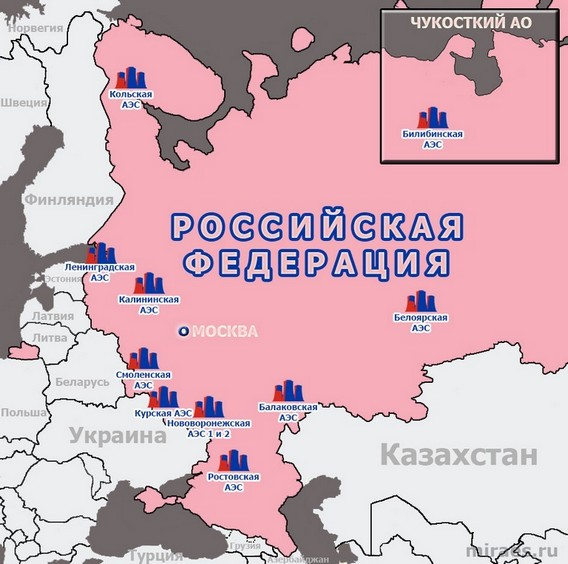 Норвегия
ЧУКОСТКИЙ АО
Кольская
АЭС
Швеция
Билибинская
АЭС
Финляндия
РОССИЙСКАЯ
ФЕДЕРАЦИЯ
Ленинградская
АЭС
Эстония
Калининская
АЭС
Белоярская
АЭС
Латвия
МОСКВА
Литва
Смоленская
АЭС
Беларусь
Польша
Курская АЭС
Балаковская
АЭС
Нововоронежская
АЭС 1 и 2
Украина
Казахстан
Ростовская
АЭС
Грузия
Турция
Азербайджан
miraes.ru